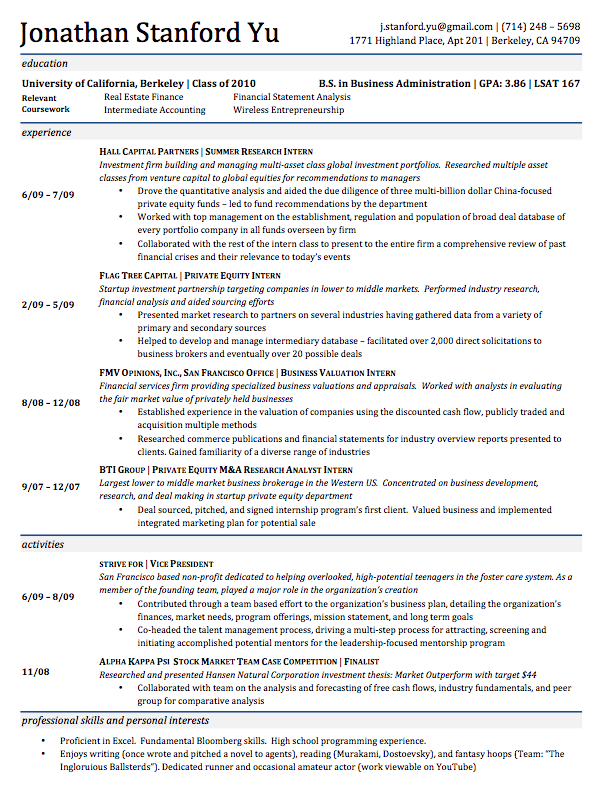 Jonathan Stanford Yu
j.stanford.yu@gmail.com | (714) 248 – 5698
1771 Highland Place, Apt 201 | Berkeley, CA 94709
education
University of California, Berkeley | Class of 2010 B.S. in Business Administration | GPA: 3.86 | LSAT 167
Relevant Real Estate Finance Financial Statement Analysis
Coursework Intermediate Accounting Wireless Entrepreneurship
experience
HALL CAPITAL PARTNERS | SUMMER RESEARCH INTERN
Investment firm building and managing multi-asset class global investment portfolios. Researched multiple asset
classes from venture capital to global equities for recommendations to managers
6/09 – 7/09
• Drove the quantitative analysis and aided the due diligence of three multi-billion dollar China-focused
private equity funds – led to fund recommendations by the department
• Worked with top management on the establishment, regulation and population of broad deal database of
every portfolio company in all funds overseen by firm
• Collaborated with the rest of the intern class to present to the entire firm a comprehensive review of past
financial crises and their relevance to today's events
FLAG TREE CAPITAL | PRIVATE EQUITY INTERN
Startup investment partnership targeting companies in lower to middle markets. Performed industry research,
2/09 – 5/09 financial analysis and aided sourcing efforts
• Presented market research to partners on several industries having gathered data from a variety of
primary and secondary sources
• Helped to develop and manage intermediary database – facilitated over 2,000 direct solicitations to
business brokers and eventually over 20 possible deals
FMV OPINIONS, INC., SAN FRANCISCO OFFICE | BUSINESS VALUATION INTERN
Financial services firm providing specialized business valuations and appraisals. Worked with analysts in evaluating
8/08 – 12/08 the fair market value of privately held businesses
• Established experience in the valuation of companies using the discounted cash flow, publicly traded and
acquisition multiple methods
• Researched commerce publications and financial statements for industry overview reports presented to
clients. Gained familiarity of a diverse range of industries
BTI GROUP | PRIVATE EQUITY M&A RESEARCH ANALYST INTERN
9/07 – 12/07 Largest lower to middle market business brokerage in the Western US. Concentrated on business development,
research, and deal making in startup private equity department
• Deal sourced, pitched, and signed internship program's first client. Valued business and implemented
integrated marketing plan for potential sale
activities
STRIVE FOR | VICE PRESIDENT
San Francisco based non-profit dedicated to helping overlooked, high-potential teenagers in the foster care system. As a
6/09 – 8/09 member of the founding team, played a major role in the organization's creation
• Contributed through a team based effort to the organization's business plan, detailing the organization's
finances, market needs, program offerings, mission statement, and long term goals
• Co-headed the talent management process, driving a multi-step process for attracting, screening and
initiating accomplished potential mentors for the leadership-focused mentorship program
ALPHA KAPPA PSI STOCK MARKET TEAM CASE COMPETITION | FINALIST
11/08 Researched and presented Hansen Natural Corporation investment thesis: Market Outperform with target $44
• Collaborated with team on the analysis and forecasting of free cash flows, industry fundamentals, and peer
group for comparative analysis
professional skills and personal interests
• Proficient in Excel. Fundamental Bloomberg skills. High school programming experience.
• Enjoys writing (once wrote and pitched a novel to agents), reading (Murakami, Dostoevsky), and fantasy hoops (Team: "The
Ingloruious Ballsterds"). Dedicated runner and occasional amateur actor (work viewable on YouTube)